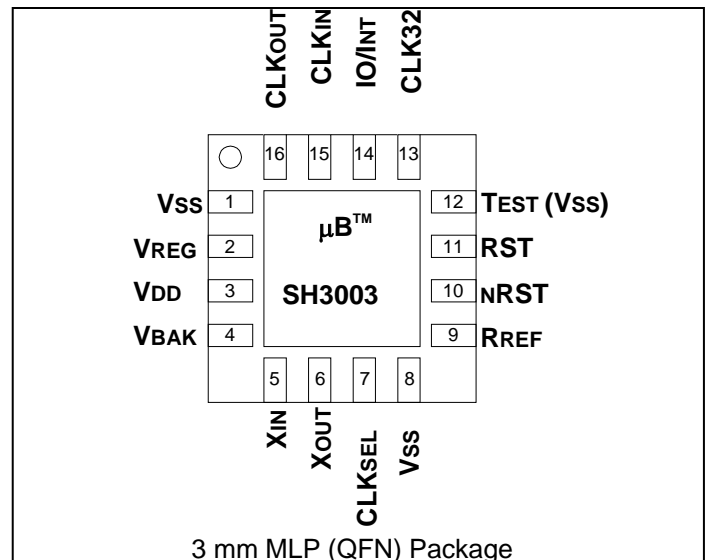 CLKOUT CLKIN IO/INT CLK32
16 15 14 13
VSS 1 12 TEST (VSS)
μB™
VREG 2 11 RST
VDD 3 SH3003 10 NRST
VBAK 4 9 RREF
5 6 7 8
XIN XOUT CLKSEL VSS
3 mm MLP (QFN) Package